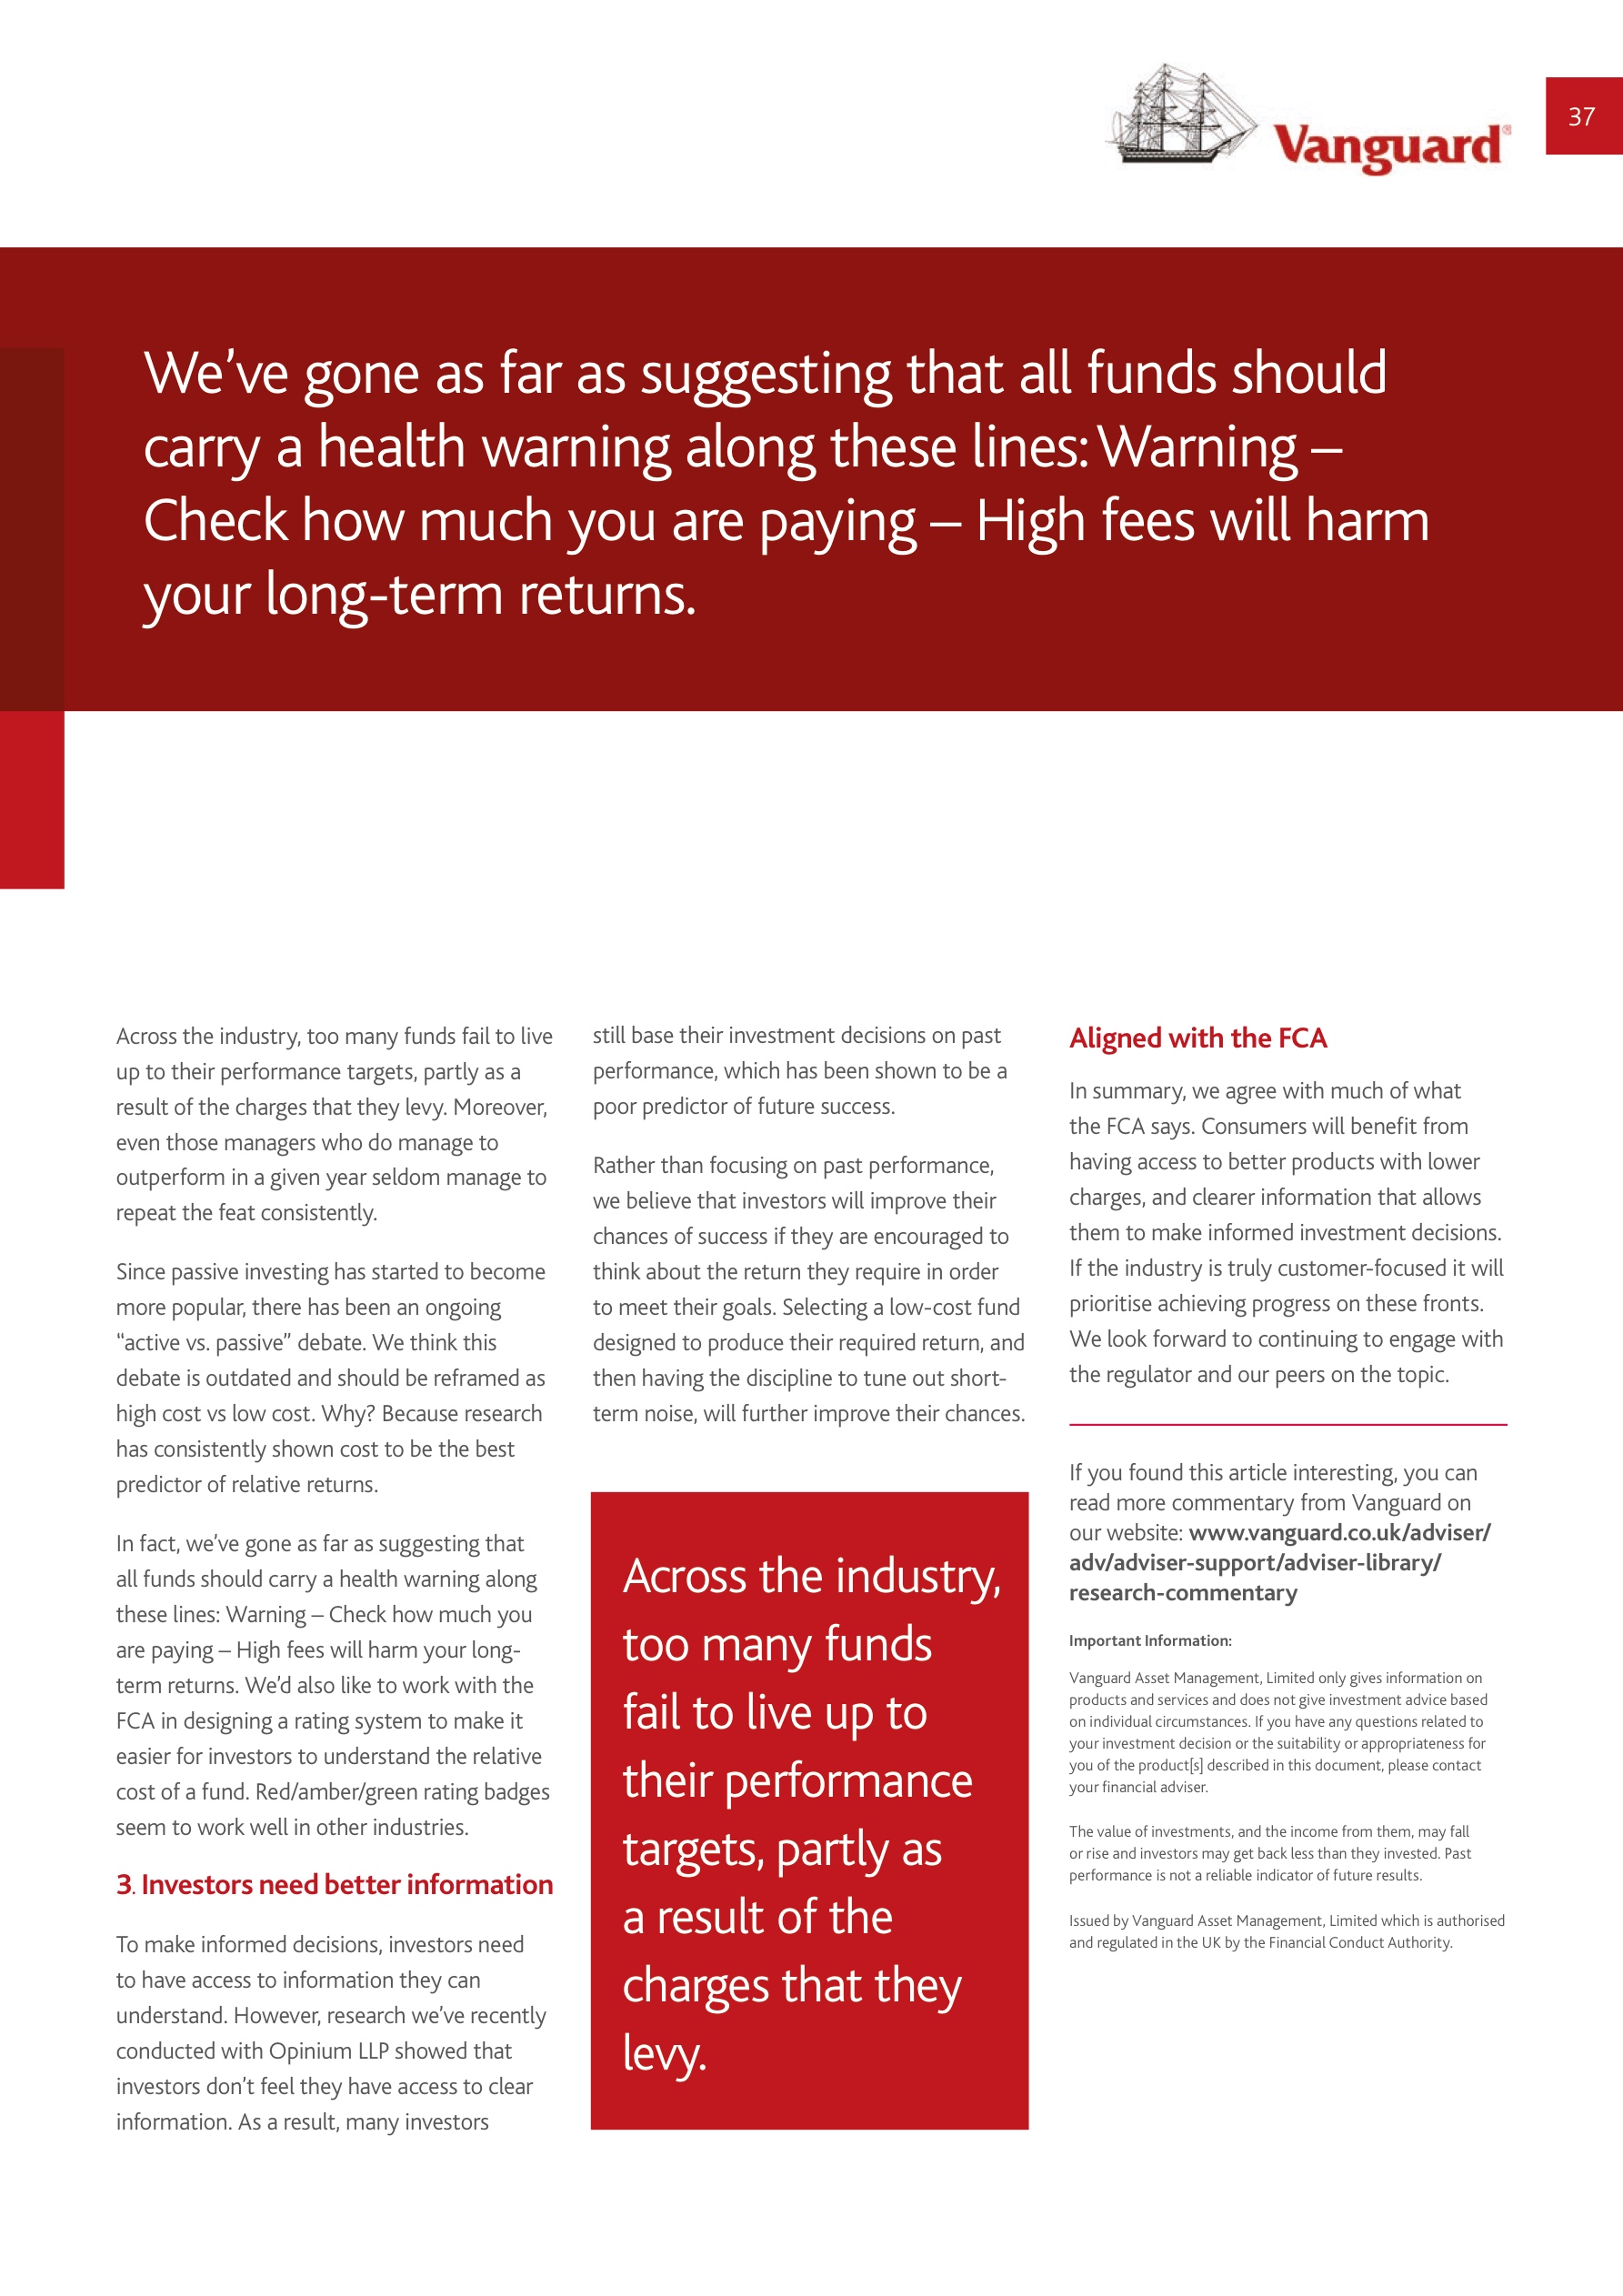 Vanguard®
37
We’ve gone as far as suggesting that all funds should
carry a health warning along these lines: Warning –
Check how much you are paying – High fees will harm
your long-term returns.
Across the industry, too many funds fail to live
up to their performance targets, partly as a
result of the charges that they levy. Moreover,
even those managers who do manage to
outperform in a given year seldom manage to
repeat the feat consistently.
Since passive investing has started to become
more popular, there has been an ongoing
“active vs. passive” debate. We think this
debate is outdated and should be reframed as
high cost vs low cost. Why? Because research
has consistently shown cost to be the best
predictor of relative returns.
In fact, we’ve gone as far as suggesting that
all funds should carry a health warning along
these lines: Warning – Check how much you
are paying – High fees will harm your long-
term returns. We’d also like to work with the
FCA in designing a rating system to make it
easier for investors to understand the relative
cost of a fund. Red/amber/green rating badges
seem to work well in other industries.
3. Investors need better information
To make informed decisions, investors need
to have access to information they can
understand. However, research we’ve recently
conducted with Opinium LLP showed that
investors don’t feel they have access to clear
information. As a result, many investors
still base their investment decisions on past
performance, which has been shown to be a
poor predictor of future success.
Rather than focusing on past performance,
we believe that investors will improve their
chances of success if they are encouraged to
think about the return they require in order
to meet their goals. Selecting a low-cost fund
designed to produce their required return, and
then having the discipline to tune out short-
term noise, will further improve their chances.
Across the industry,
too many funds
fail to live up to
their performance
targets, partly as
a result of the
charges that they
levy.
Aligned with the FCA
In summary, we agree with much of what
the FCA says. Consumers will benefit from
having access to better products with lower
charges, and clearer information that allows
them to make informed investment decisions.
If the industry is truly customer-focused it will
prioritise achieving progress on these fronts.
We look forward to continuing to engage with
the regulator and our peers on the topic.
If you found this article interesting, you can
read more commentary from Vanguard on
our website: www.vanguard.co.uk/adviser/
adv/adviser-support/adviser-library/
research-commentary
Important Information:
Vanguard Asset Management, Limited only gives information on
products and services and does not give investment advice based
on individual circumstances. If you have any questions related to
your investment decision or the suitability or appropriateness for
you of the product[s] described in this document, please contact
your financial adviser.
The value of investments, and the income from them, may fall
or rise and investors may get back less than they invested. Past
performance is not a reliable indicator of future results.
Issued by Vanguard Asset Management, Limited which is authorised
and regulated in the UK by the Financial Conduct Authority.